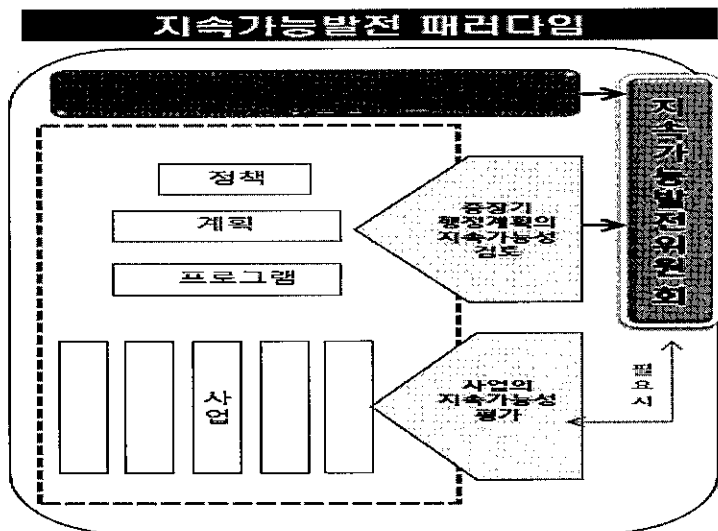 지속가능발전 패러다임
정책
계획
프로그램
사업
중장기
행정계획의
지속가능성
검토
사업의
지속가능성
평가
지속가능발전위원회
필요시